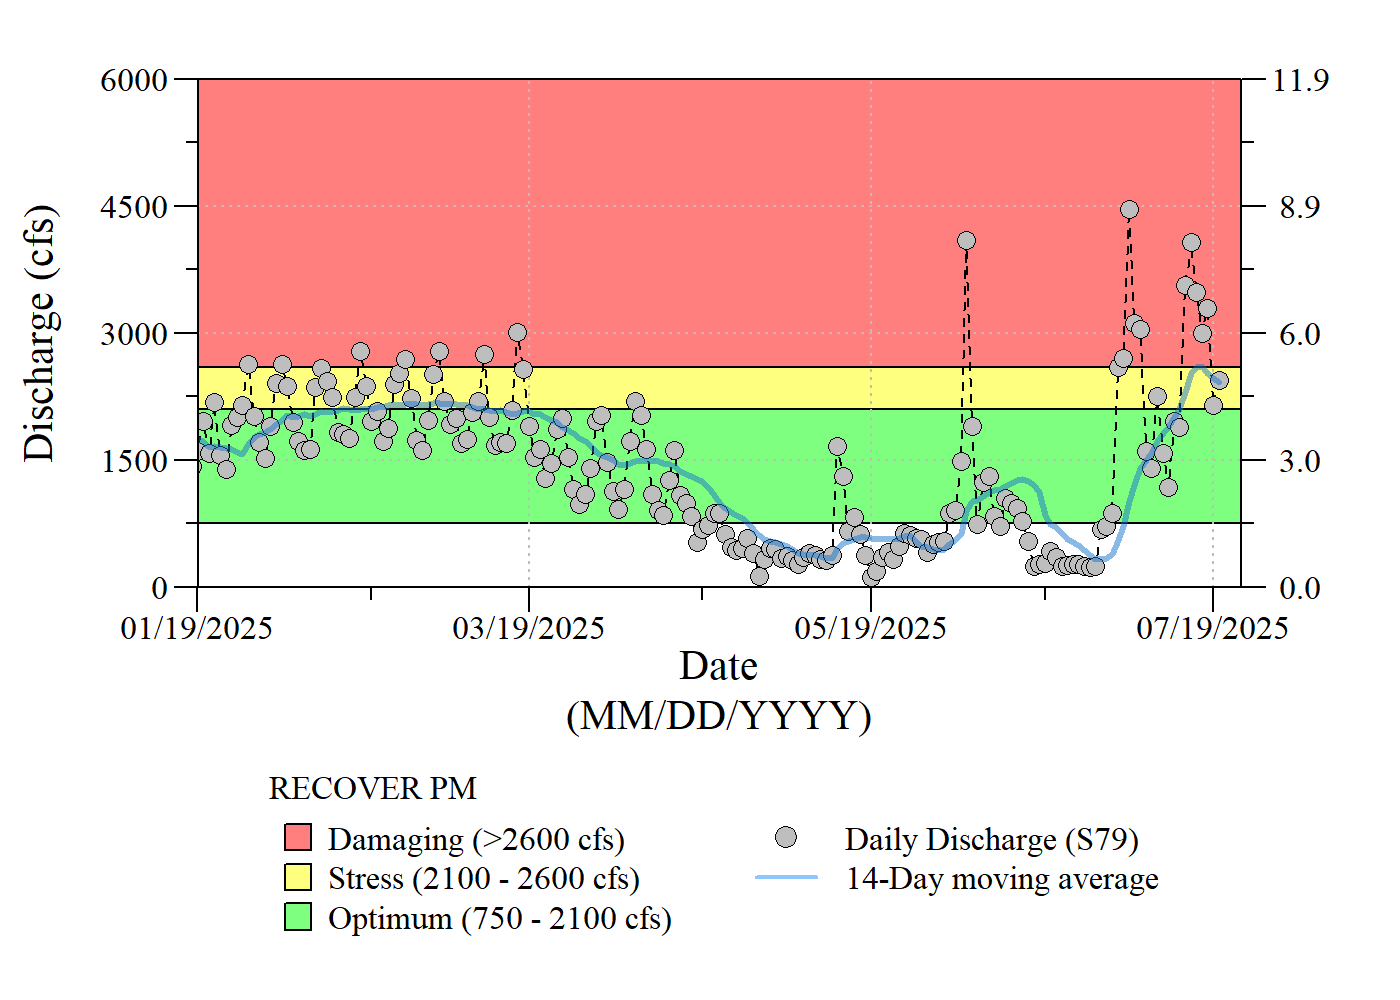 6000
4500
3000
1500
0
Discharge (cfs)
11.9
8.9
6.0
3.0
0.0
01/19/2025 03/19/2025 05/19/2025 07/19/2025
Date
(MM/DD/YYYY)
RECOVER PM
Damaging (>2600 cfs)
Stress (2100 - 2600 cfs)
Optimum (750 - 2100 cfs)
Daily Discharge (S79)
14-Day moving average